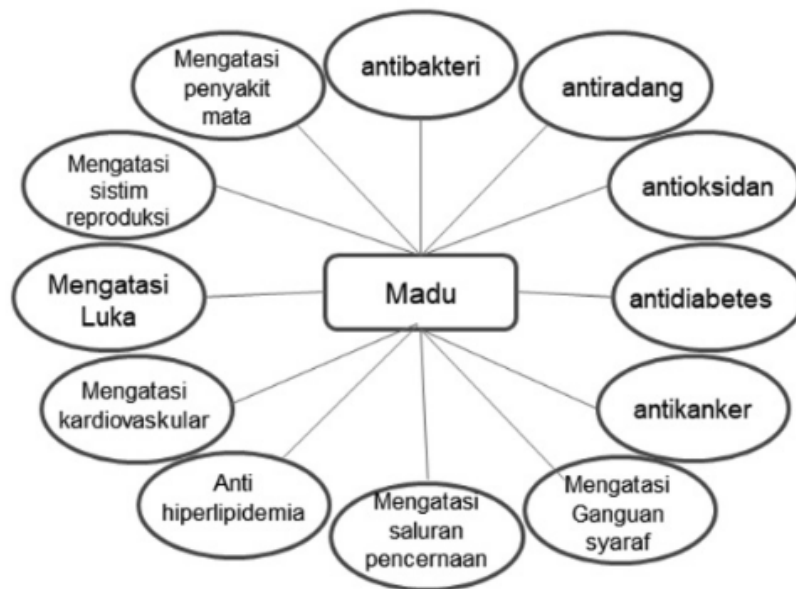 antibakteri
antiradang
antioksidan
antidiabetes
antikanker
Mengatasi
Ganguan
syaraf
Mengatasi
saluran
pencernaan
Anti
hiperlipidemia
Mengatasi
kardiovaskular
Mengatasi
Luka
Mengatasi
sistim
reproduksi
Mengatasi
penyakit
mata
Madu